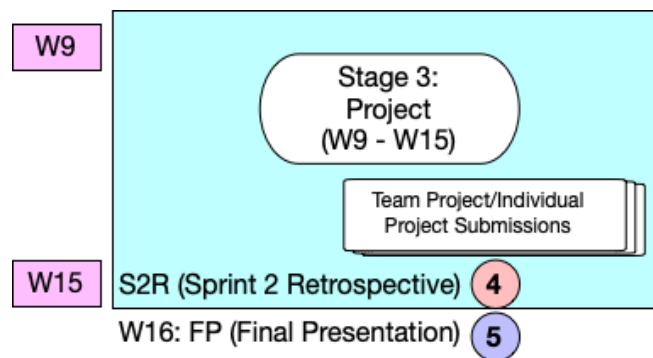 W9
Stage 3:
Project
(W9 - W15)
Team Project/Individual
Project Submissions
W15
S2R (Sprint 2 Retrospective) 4
W16: FP (Final Presentation) 5